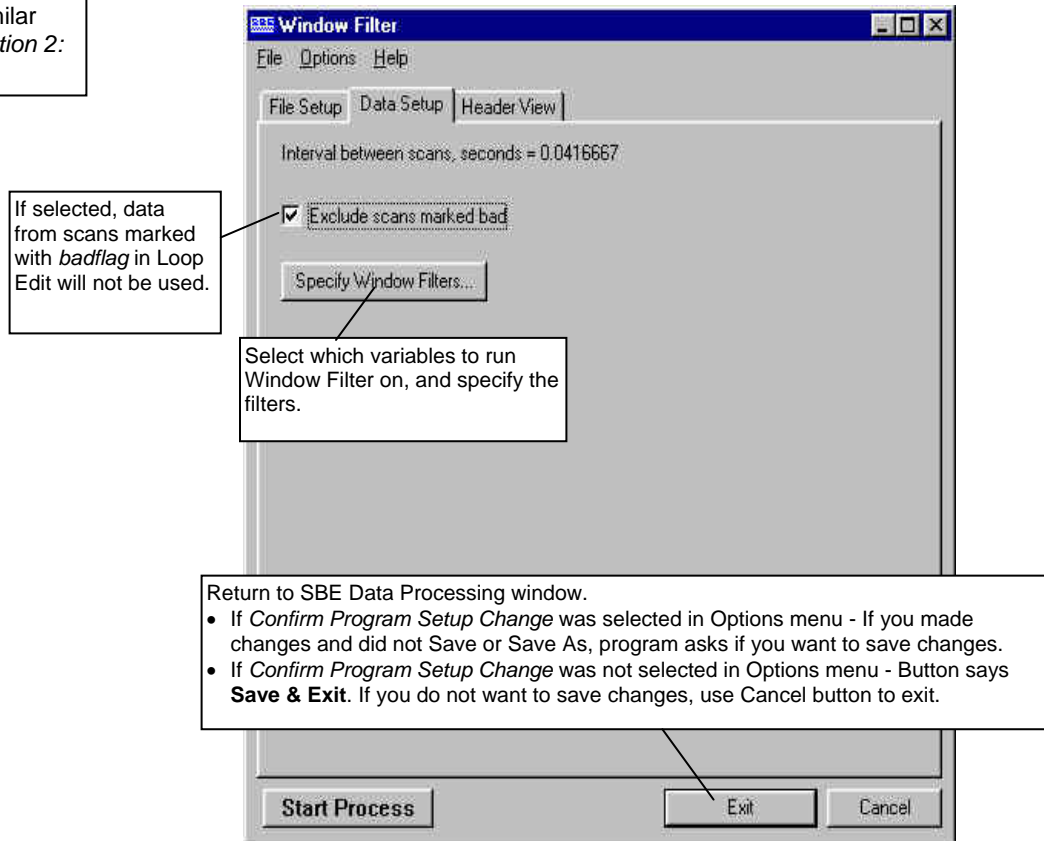 nilar
tion 2:
SBE Window Filter
File Options Help
File Setup Data Setup Header View
Interval between scans, seconds = 0.0416667
If selected, data
from scans marked
with badflag in Loop
Edit will not be used.
Exclude scans marked bad
Specify Window Filters...
Select which variables to run
Window Filter on, and specify the
filters.
Return to SBE Data Processing window.
• If Confirm Program Setup Change was selected in Options menu - If you made
changes and did not Save or Save As, program asks if you want to save changes.
• If Confirm Program Setup Change was not selected in Options menu - Button says
Save & Exit. If you do not want to save changes, use Cancel button to exit.
Start Process Exit Cancel